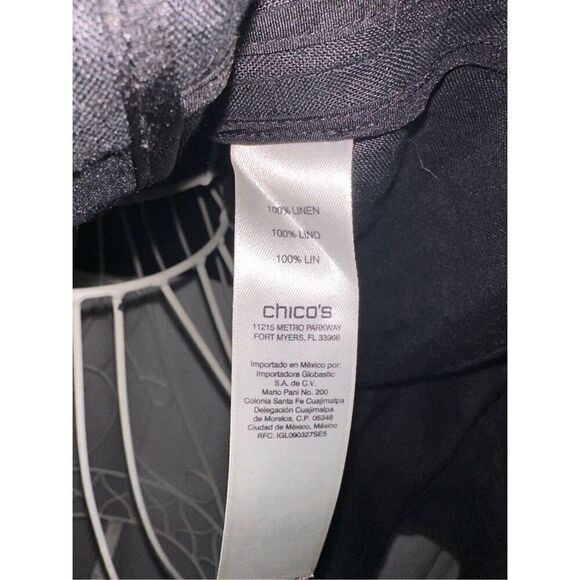 100% LINEN
100% LINO
100% LIN
chico's
11215 METRO PARKWAY
FORT MYERS, FL 33966
Importado en México por:
Importadora Globastic
S.A. de C.V.
Mario Pani No. 200
Colonia Santa Fe Cuajimalpa
Delegación Cuajimalpa
de Morelos, C.P. 05348
Ciudad de México, México
RFC: IGL090327SE5